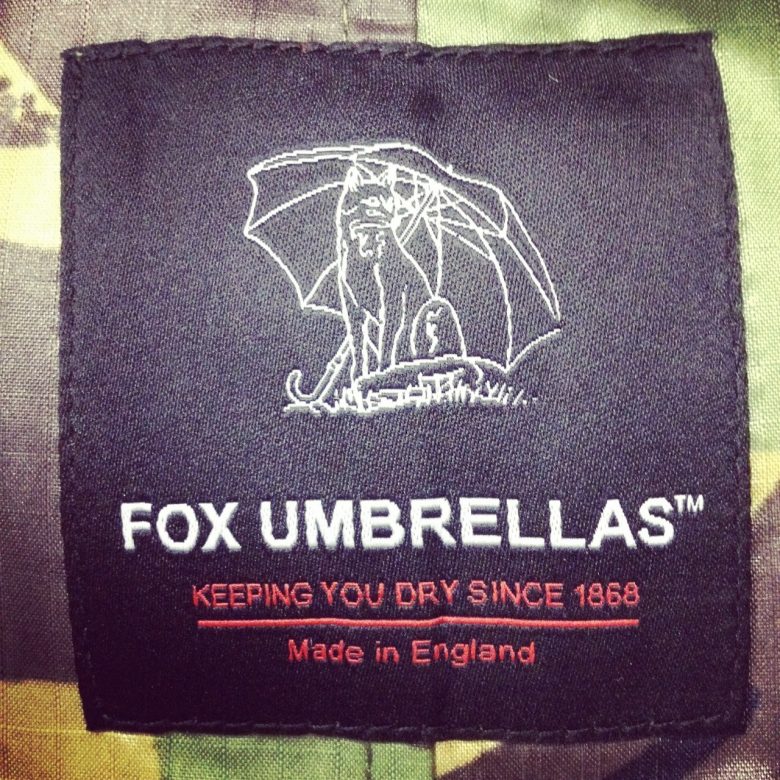 FOX UMBRELLAS™
KEEPING YOU DRY SINCE 1868
Made in England